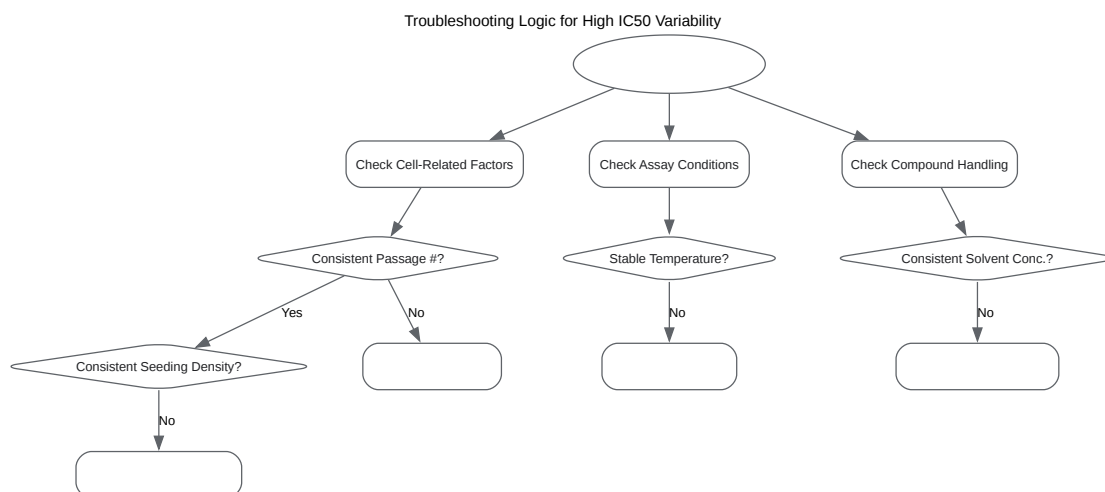 Troubleshooting Logic for High IC50 Variability
Check Cell-Related Factors
Check Assay Conditions
Check Compound Handling
Consistent Passage #?
Stable Temperature?
Consistent Solvent Conc.?
Yes
No
No
No
Consistent Seeding Density?
No